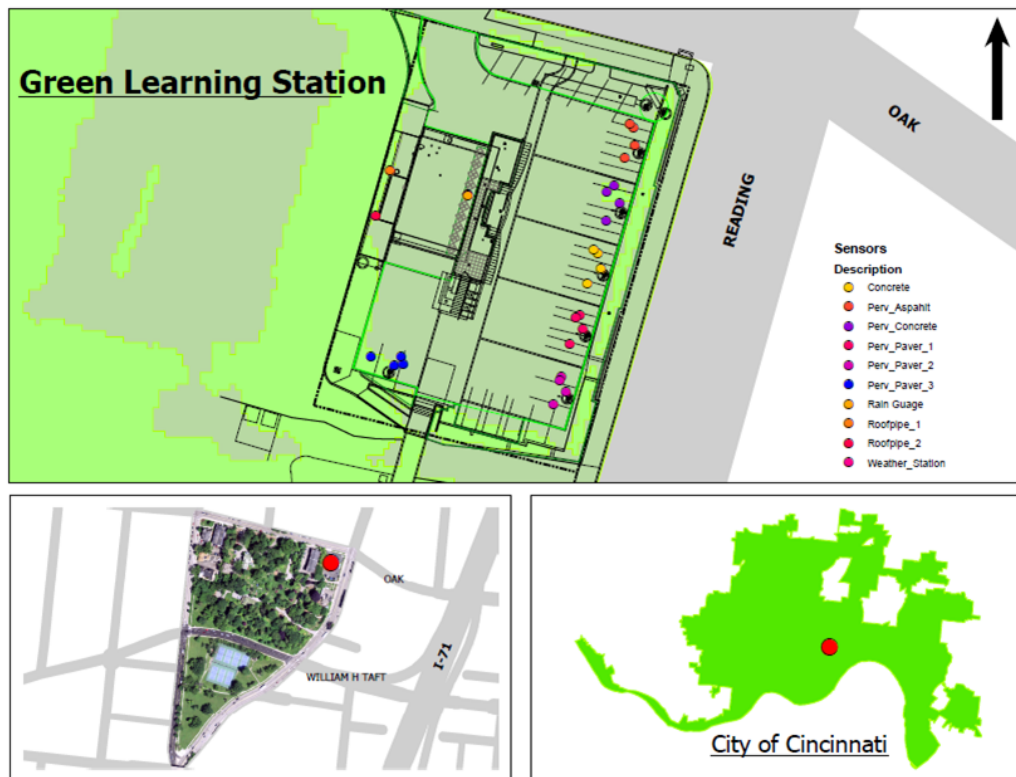 Green Learning Station
OAK
READING
Sensors
Description
Concrete
Perv_Aspahlt
Perv_Concrete
Perv_Paver_1
Perv_Paver_2
Perv_Paver_3
Rain Guage
Roofpipe_1
Roofpipe_2
Weather_Station
OAK
I-71
WILLIAM H TAFT
City of Cincinnati